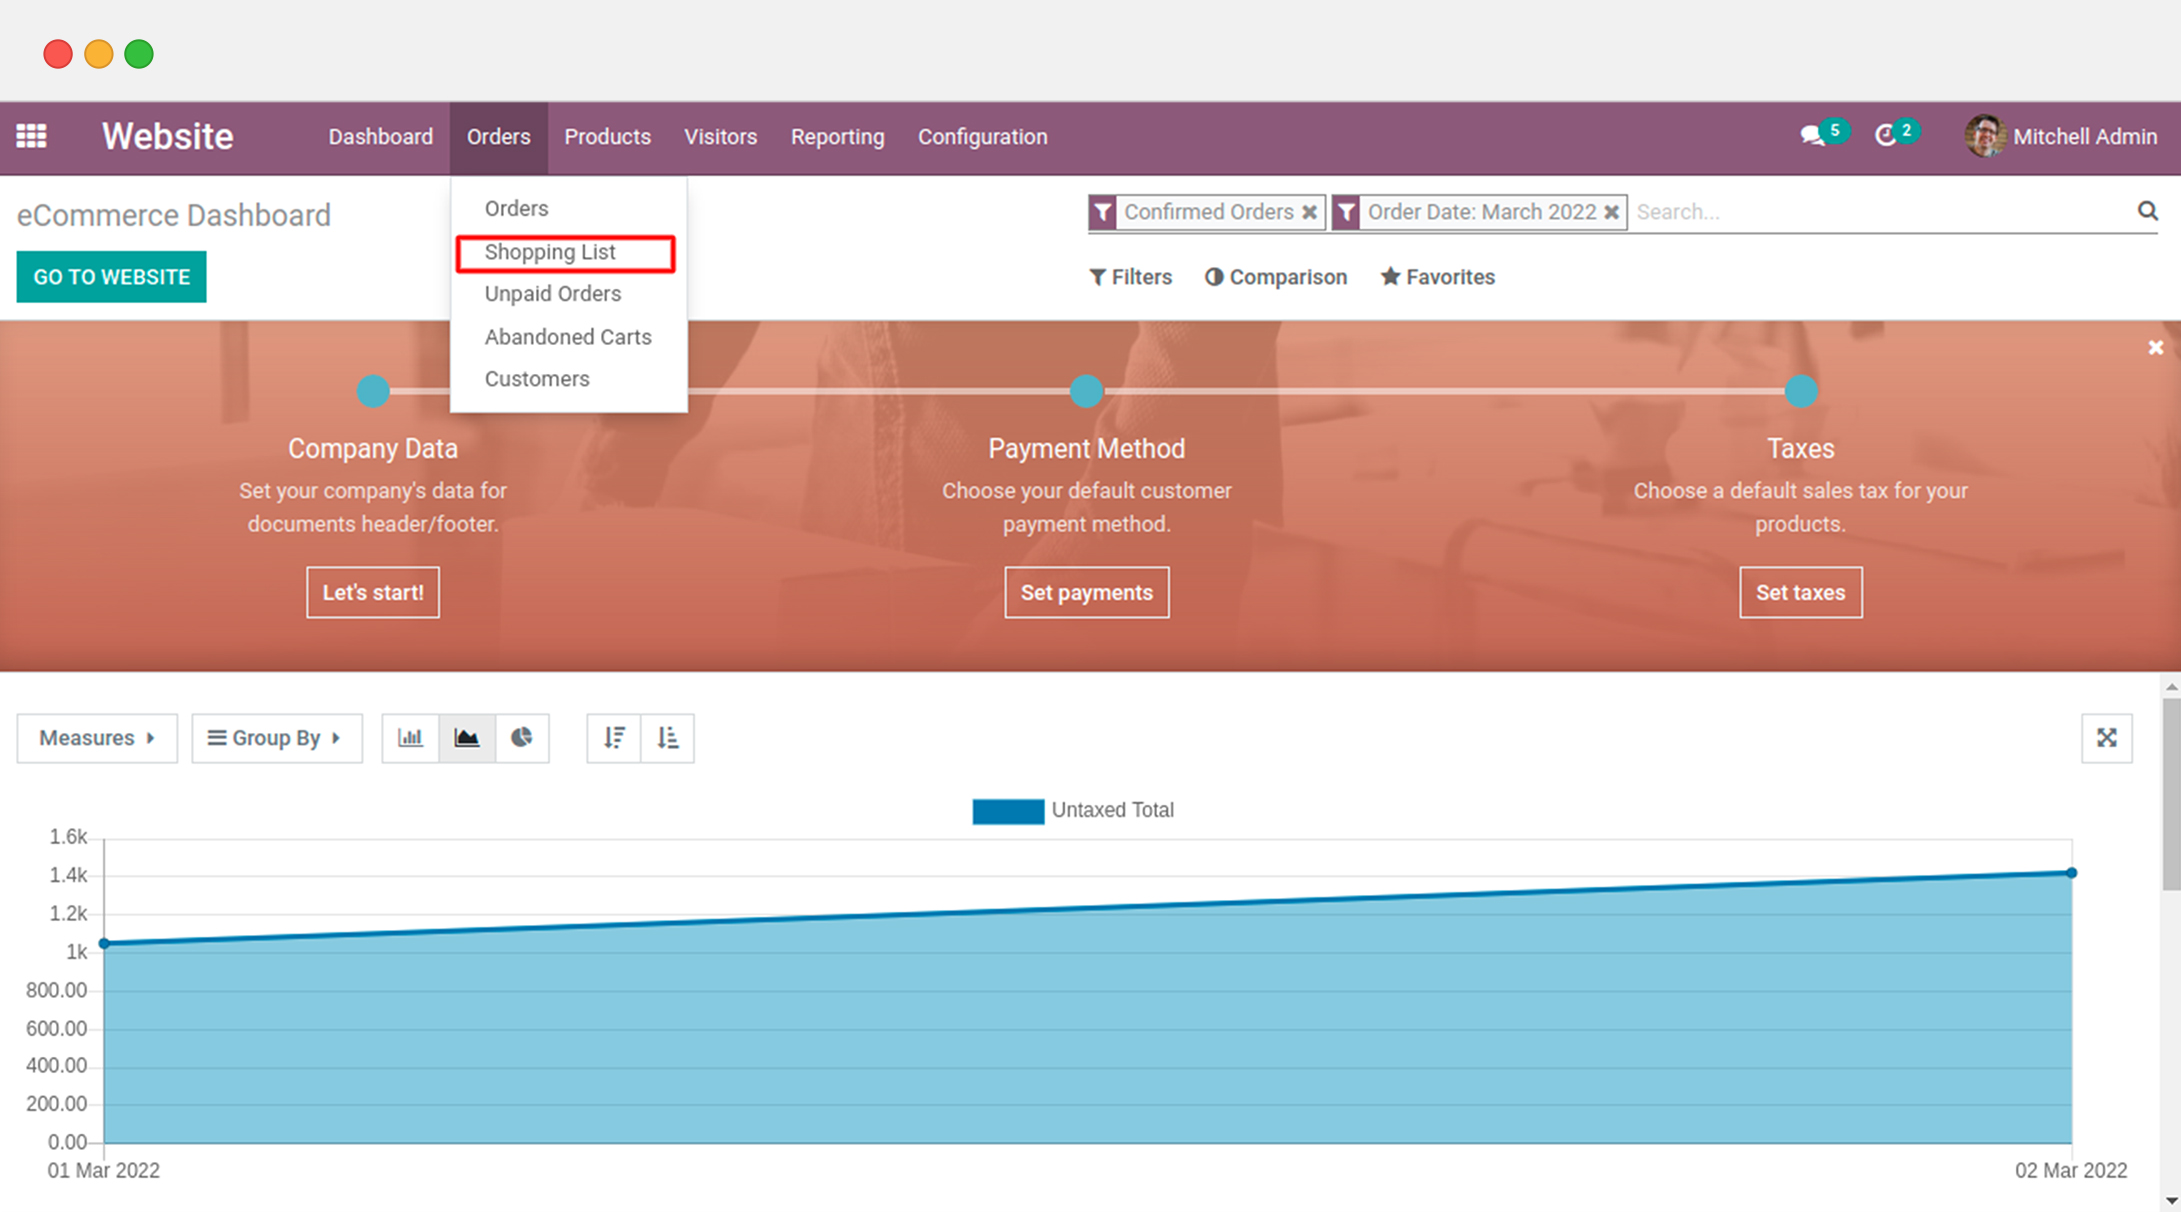 Website
Dashboard
Orders
Products
Visitors
Reporting
Configuration
5
2
Mitchell Admin
eCommerce Dashboard
GO TO WEBSITE
Orders
Shopping List
Unpaid Orders
Abandoned Carts
Customers
Confirmed Orders
Order Date: March 2022
Search...
Filters
Comparison
Favorites
Company Data
Set your company's data for
documents header/footer.
Let's start!
Payment Method
Choose your default customer
payment method.
Set payments
Taxes
Choose a default sales tax for your
products.
Set taxes
Measures
Group By
Untaxed Total
1.6k
1.4k
1.2k
1k
800.00
600.00
400.00
200.00
0.00
01 Mar 2022
02 Mar 2022